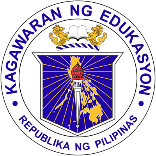 KAGAWARAN NG EDUKASYON
REPUBLIKA NG PILIPINAS